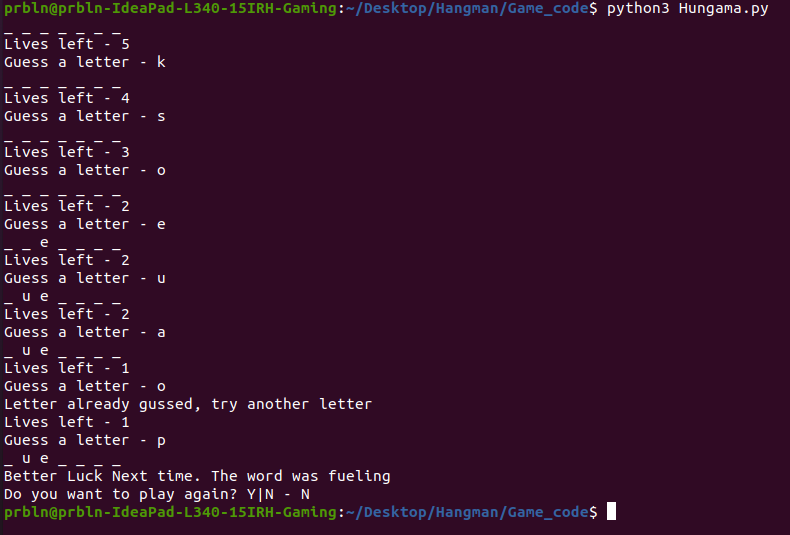 prbln@prbln-IdeaPad-L340-15IRH-Gaming:~/Desktop/Hangman/Game_code$ python3 Hungama.py
_ _ _ _ _ _ _
Lives left - 5
Guess a letter - k
_ _ _ _ _ _ _
Lives left - 4
Guess a letter - s
_ _ _ _ _ _ _
Lives left - 3
Guess a letter - o
_ _ _ _ _ _ _
Lives left - 2
Guess a letter - e
_ _ e _ _ _ _
Lives left - 2
Guess a letter - u
_ u e _ _ _ _
Lives left - 2
Guess a letter - a
_ u e _ _ _ _
Lives left - 1
Guess a letter - o
Letter already gussed, try another letter
Lives left - 1
Guess a letter - p
_ u e _ _ _ _
Better Luck Next time. The word was fueling
Do you want to play again? Y|N - N
prbln@prbln-IdeaPad-L340-15IRH-Gaming:~/Desktop/Hangman/Game_code$